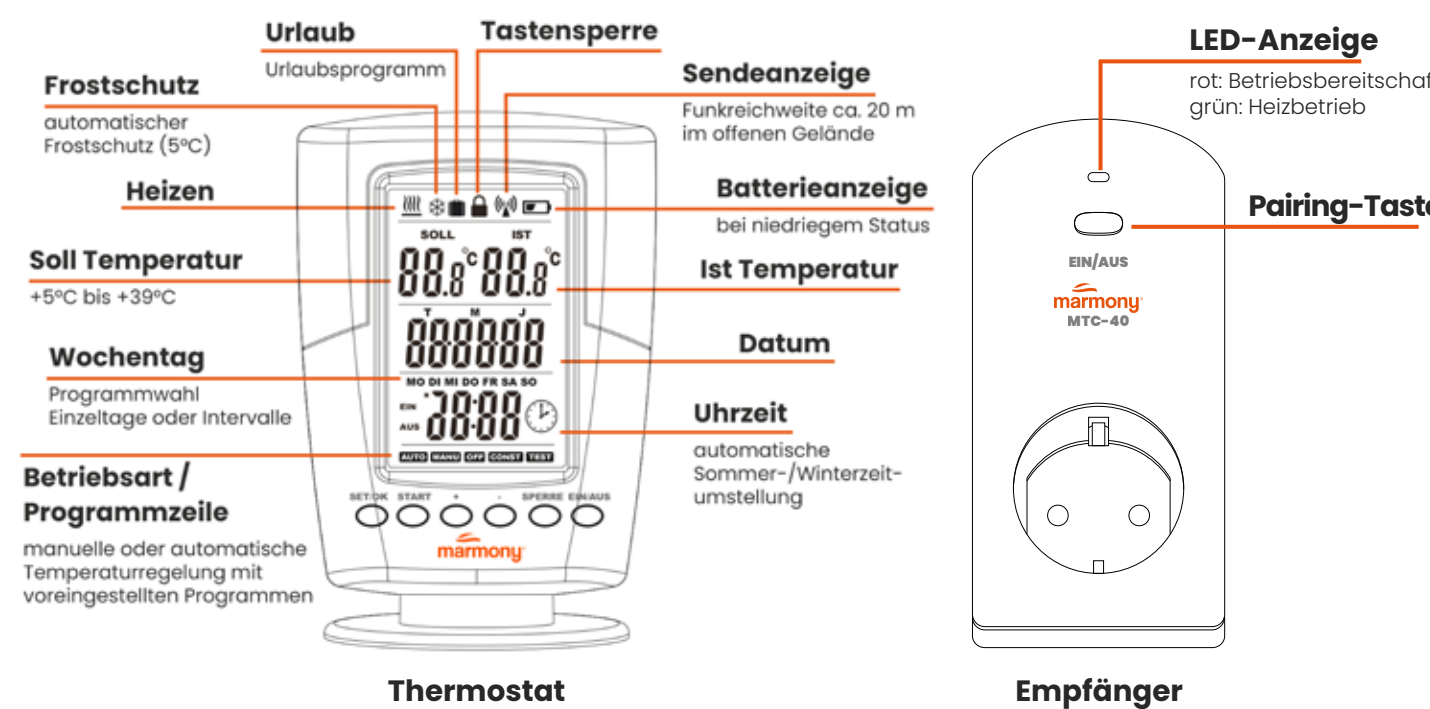 Urlaub
Urlaubsprogramm
Tastensperre
Frostschutz
automatischer
Frostschutz (5°C)
Sendeanzeige
Funkreichweite ca. 20 m
im offenen Gelände
Heizen
Batterieanzeige
bei niedriegem Status
Soll Temperatur
+5°C bis +39°C
Ist Temperatur
Wochentag
Programmwahl
Einzeltage oder Intervalle
Datum
Uhrzeit
automatische
Sommer-/Winterzeit-
umstellung
Betriebsart /
Programmzeile
manuelle oder automatische
Temperaturregelung mit
voreingestellten Programmen
SOLL IST
88.8°C 88.8°C
T M J
888888
MO DI MI DO FR SA SO
EIN
AUS
88:88
AUTO MANU OFF CONST TEST
SET/OK START + - SPERRE EIN/AUS
marmony
Thermostat
LED-Anzeige
rot: Betriebsbereitschaf
grün: Heizbetrieb
Pairing-Taste
EIN/AUS
marmony
MTC-40
Empfänger